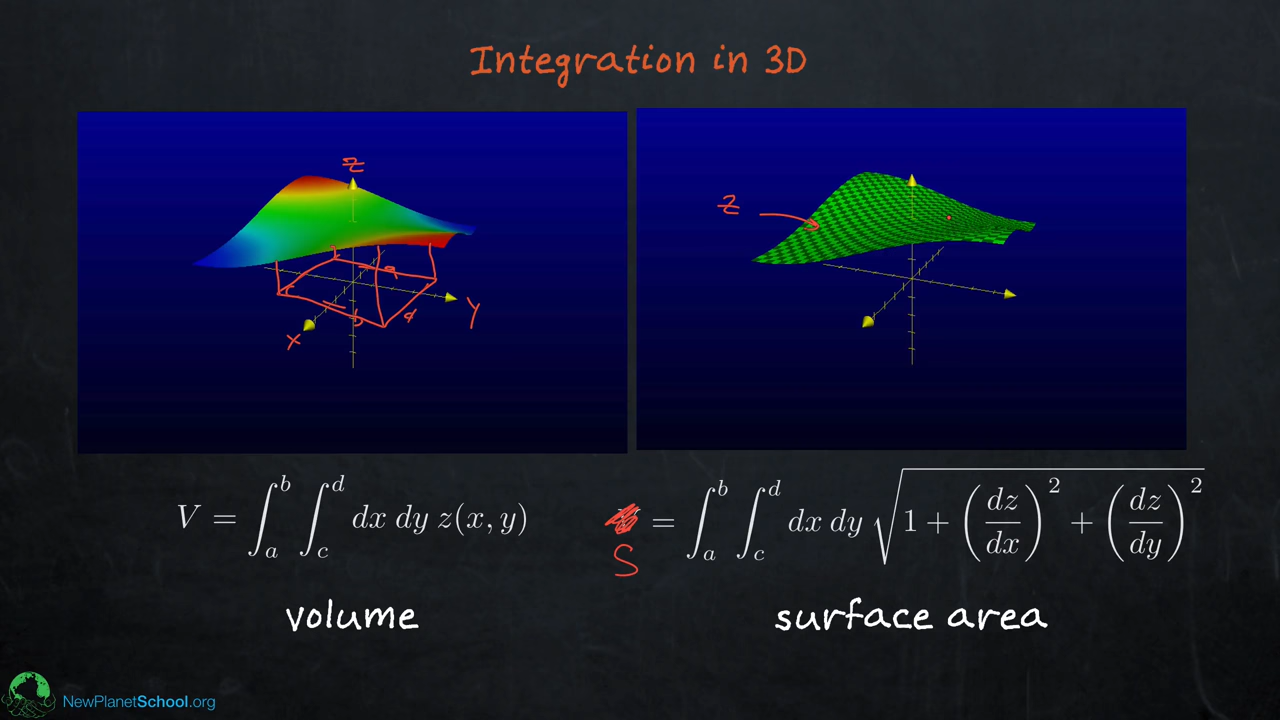 Integration in 3D
z
x
y
a
b
d
z
V = ∫_a^b ∫_c^d dx dy z(x, y)
S = ∫_a^b ∫_c^d dx dy √(1 + (dz/dx)^2 + (dz/dy)^2)
volume
surface area
NewPlanetSchool.org